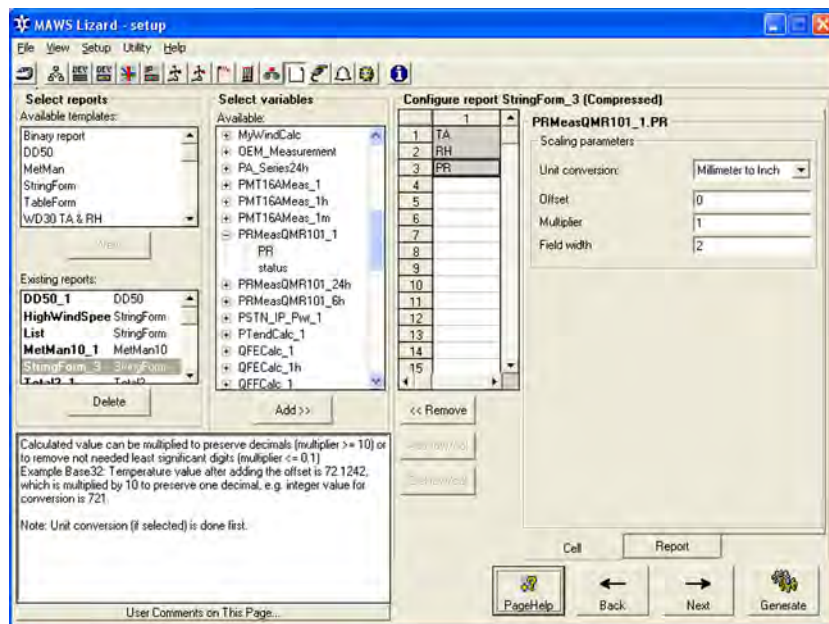 MAWS Lizard - setup
File View Setup Utility Help
Select reports
Available templates:
Binary report
DD50
MetMan
StringForm
TableForm
WD30 TA & RH
Existing reports:
DD50_1 DD50
HighWindSpee StringForm
List StringForm
MetMan10_1 MetMan10
StringForm_3 StringForm
Total2_1 Total2
Delete
Select variables
Available:
MyWindCalc
OEM_Measurement
PA_Series24h
PMT16AMeas_1
PMT16AMeas_1h
PMT16AMeas_1m
PRMeasQMR101_1
PR
status
PRMeasQMR101_24h
PRMeasQMR101_6h
PSTN_IP_Pwr_1
PTendCalc_1
QFECalc_1
QFECalc_1h
QFFCalc_1
Add >>
Configure report StringForm_3 (Compressed)
1
1 TA
2 RH
3 PR
4
5
6
7
8
9
10
11
12
13
14
15
<< Remove
PRMeasQMR101_1.PR
Scaling parameters
Unit conversion: Millimeter to Inch
Offset 0
Multiplier 1
Field width 2
Cell Report
Calculated value can be multiplied to preserve decimals (multiplier >= 10) or
to remove not needed least significant digits (multiplier <= 0.1)
Example Base32: Temperature value after adding the offset is 72.1242,
which is multiplied by 10 to preserve one decimal, e.g. integer value for
conversion is 721.
Note: Unit conversion (if selected) is done first.
User Comments on This Page...
PageHelp Back Next Generate